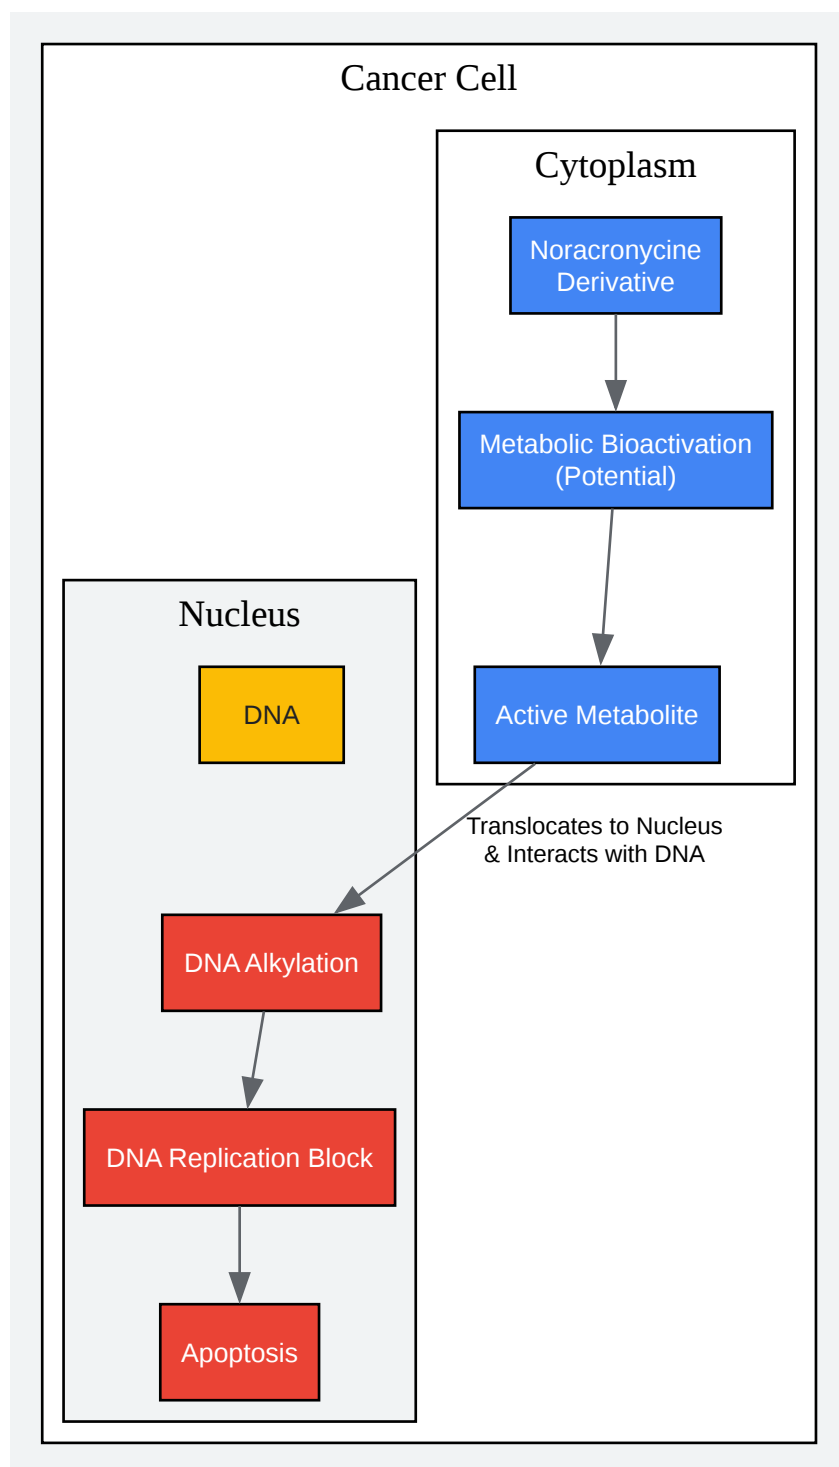 Cancer Cell
Cytoplasm
Noracronycine
Derivative
Metabolic Bioactivation
(Potential)
Nucleus
DNA
Active Metabolite
Translocates to Nucleus
& Interacts with DNA
DNA Alkylation
DNA Replication Block
Apoptosis